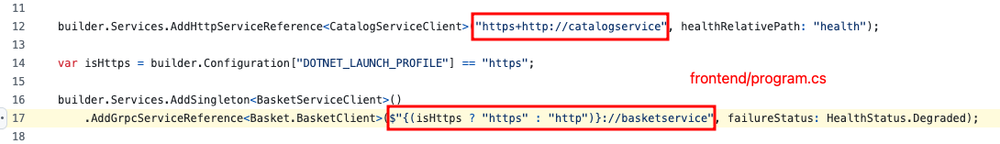 11
12 builder.Services.AddHttpServiceReference<CatalogServiceClient>("https+http://catalogservice", healthRelativePath: "health");
13
14 var isHttps = builder.Configuration["DOTNET_LAUNCH_PROFILE"] == "https";
15 frontend/program.cs
16 builder.Services.AddSingleton<BasketServiceClient>()
17 .AddGrpcServiceReference<Basket.BasketClient>($"{(isHttps ? "https" : "http")}://basketservice", failureStatus: HealthStatus.Degraded);
18